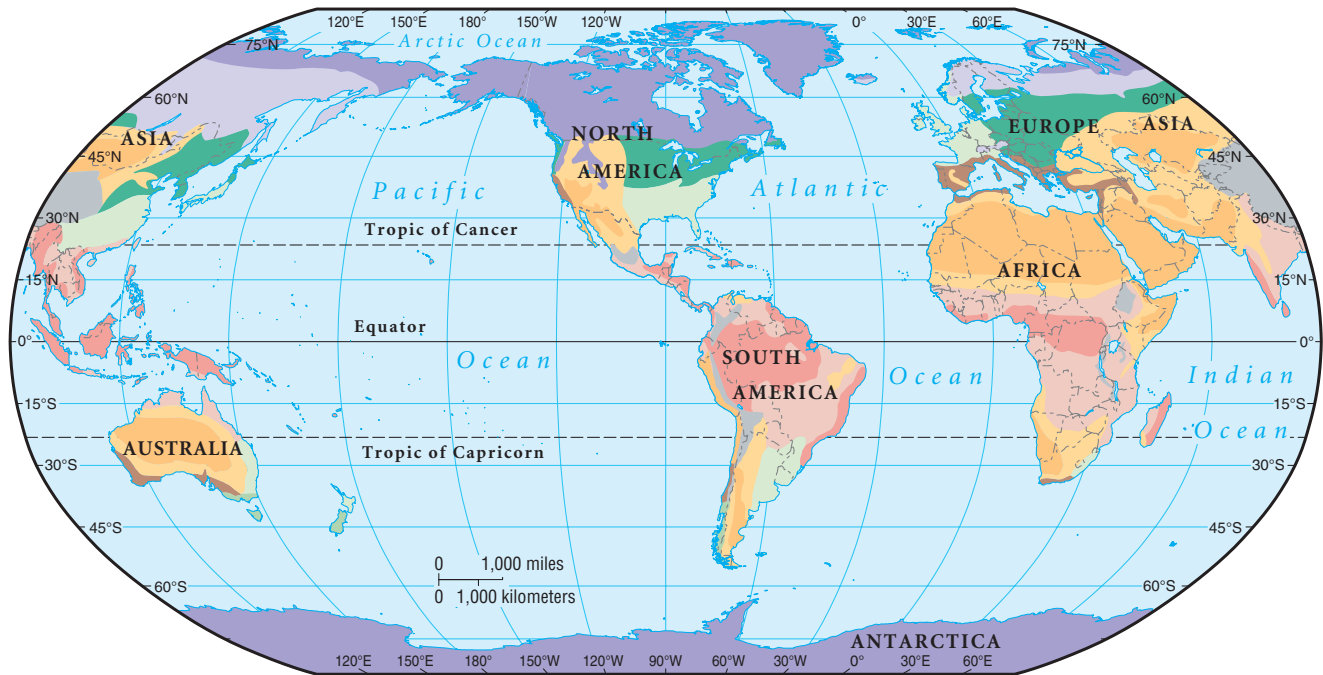 120°E 150°E 180° 150°W 120°W 0° 30°E 60°E
75°N Arctic Ocean 75°N
60°N 60°N
ASIA NORTH EUROPE ASIA
45°N AMERICA 45°N
Pacific Atlantic
30°N 30°N
Tropic of Cancer
15°N AFRICA 15°N
Equator
0° 0°
Ocean SOUTH Ocean Indian
AMERICA
15°S 15°S
Ocean
AUSTRALIA Tropic of Capricorn
30°S 30°S
45°S 45°S
0 1,000 miles
0 1,000 kilometers
60°S 60°S
ANTARCTICA
120°E 150°E 180° 150°W 120°W 90°W 60°W 30°W 0° 30°E 60°E